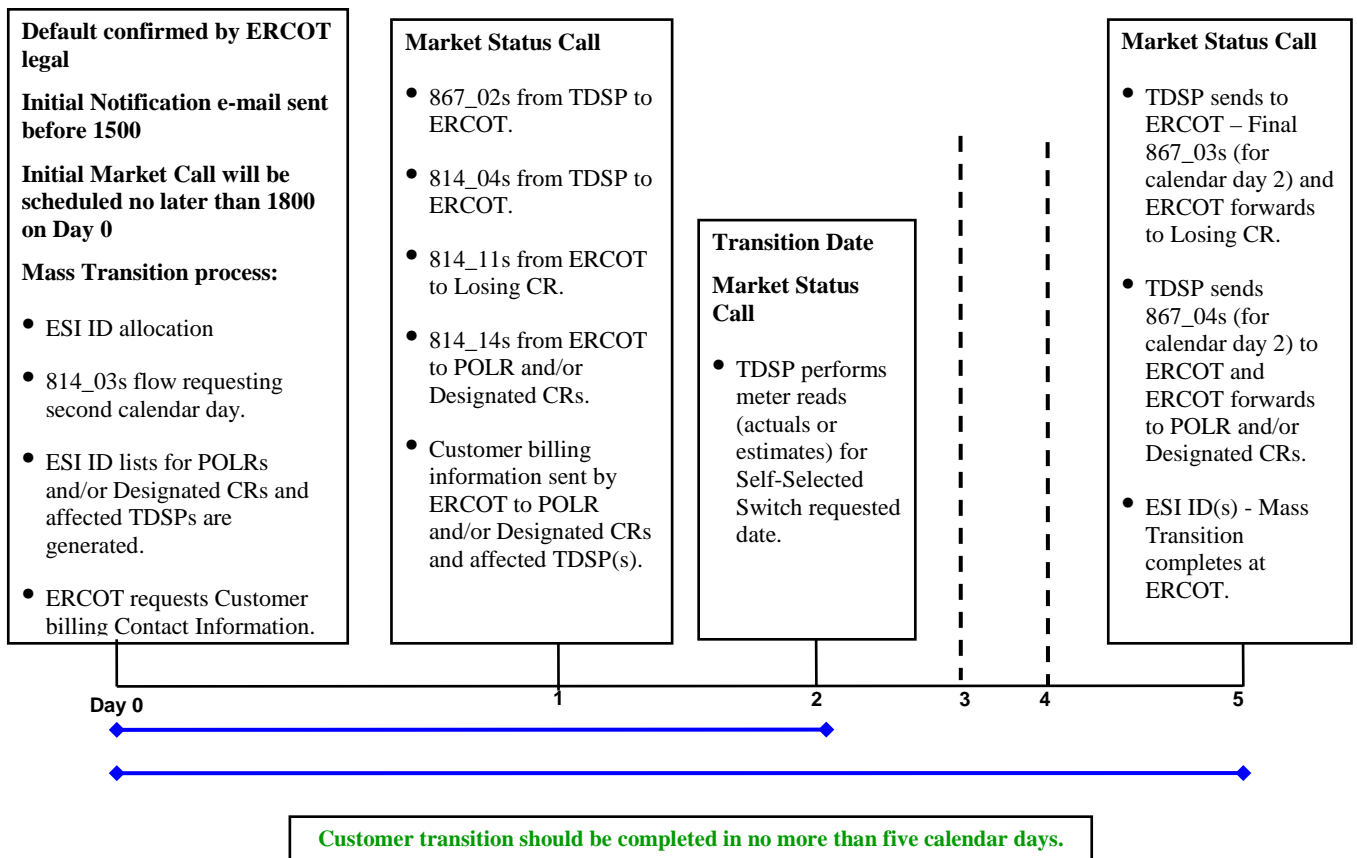 Default confirmed by ERCOT
legal
Initial Notification e-mail sent
before 1500
Initial Market Call will be
scheduled no later than 1800
on Day 0
Mass Transition process:
• ESI ID allocation
• 814_03s flow requesting
second calendar day.
• ESI ID lists for POLRs
and/or Designated CRs and
affected TDSPs are
generated.
• ERCOT requests Customer
billing Contact Information.
Market Status Call
• 867_02s from TDSP to
ERCOT.
• 814_04s from TDSP to
ERCOT.
• 814_11s from ERCOT
to Losing CR.
• 814_14s from ERCOT
to POLR and/or
Designated CRs.
• Customer billing
information sent by
ERCOT to POLR
and/or Designated CRs
and affected TDSP(s).
Transition Date
Market Status
Call
• TDSP performs
meter reads
(actuals or
estimates) for
Self-Selected
Switch requested
date.
Market Status Call
• TDSP sends to
ERCOT – Final
867_03s (for
calendar day 2) and
ERCOT forwards
to Losing CR.
• TDSP sends
867_04s (for
calendar day 2) to
ERCOT and
ERCOT forwards
to POLR and/or
Designated CRs.
• ESI ID(s) - Mass
Transition
completes at
ERCOT.
Day 0 1 2 3 4 5
Customer transition should be completed in no more than five calendar days.